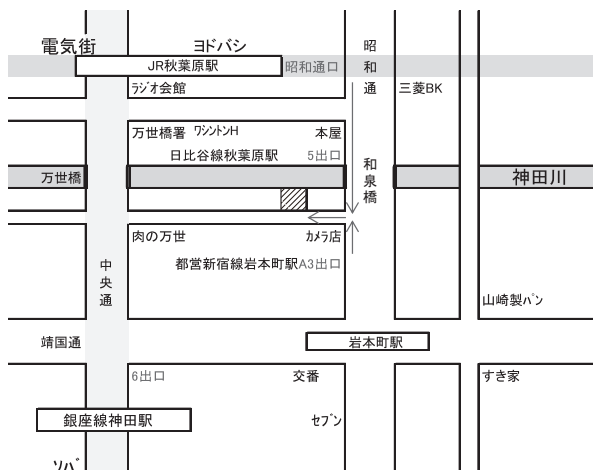 電気街
ヨドバシ
JR秋葉原駅
昭和通口
昭和通
ラジオ会館
三菱BK
万世橋署
ワシントンH
本屋
日比谷線秋葉原駅
5出口
万世橋
和泉橋
神田川
肉の万世
カメラ店
都営新宿線岩本町駅A3出口
中央通
山崎製パン
靖国通
岩本町駅
6出口
交番
すき家
銀座線神田駅
セブン
ソバ